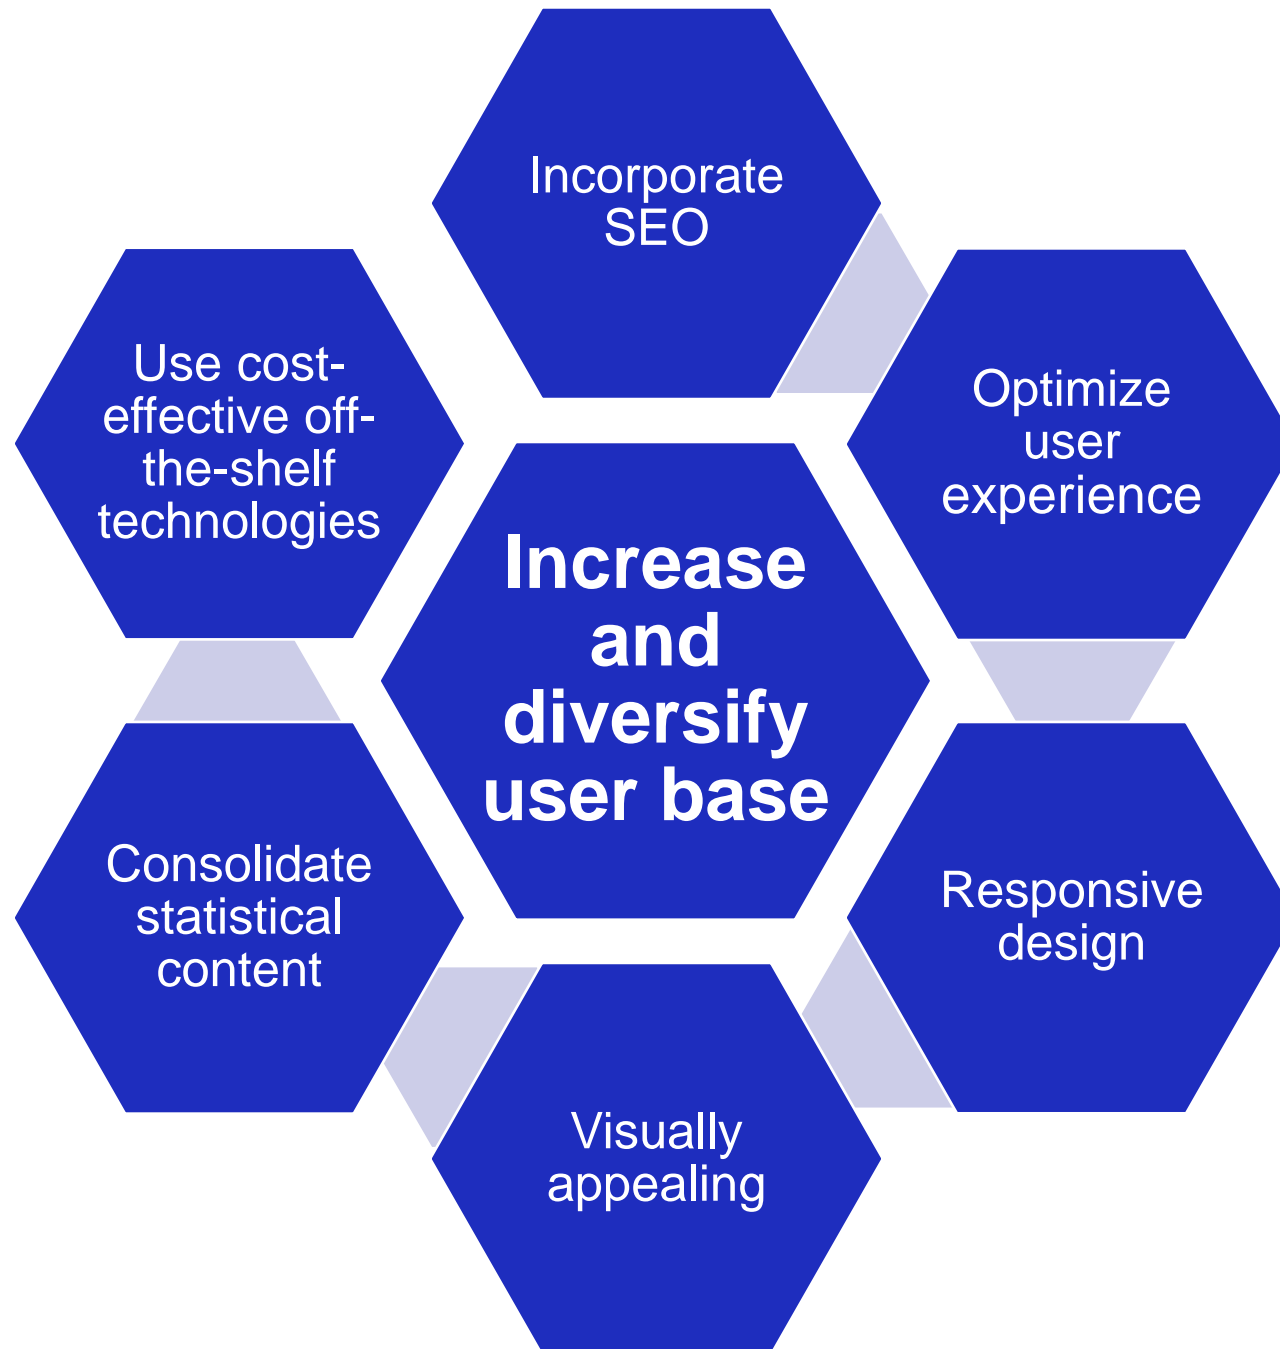 Incorporate
SEO
Optimize
user
experience
Responsive
design
Visually
appealing
Consolidate
statistical
content
Use cost-
effective off-
the-shelf
technologies
Increase
and
diversify
user base